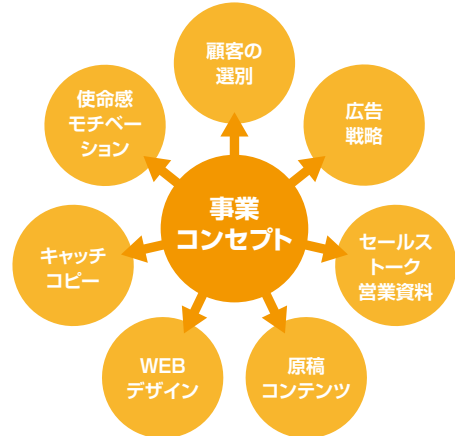 顧客の
選別
広告
戦略
セールス
トーク
営業資料
原稿
コンテンツ
WEB
デザイン
キャッチ
コピー
使命感
モチベー
ション
事業
コンセプト